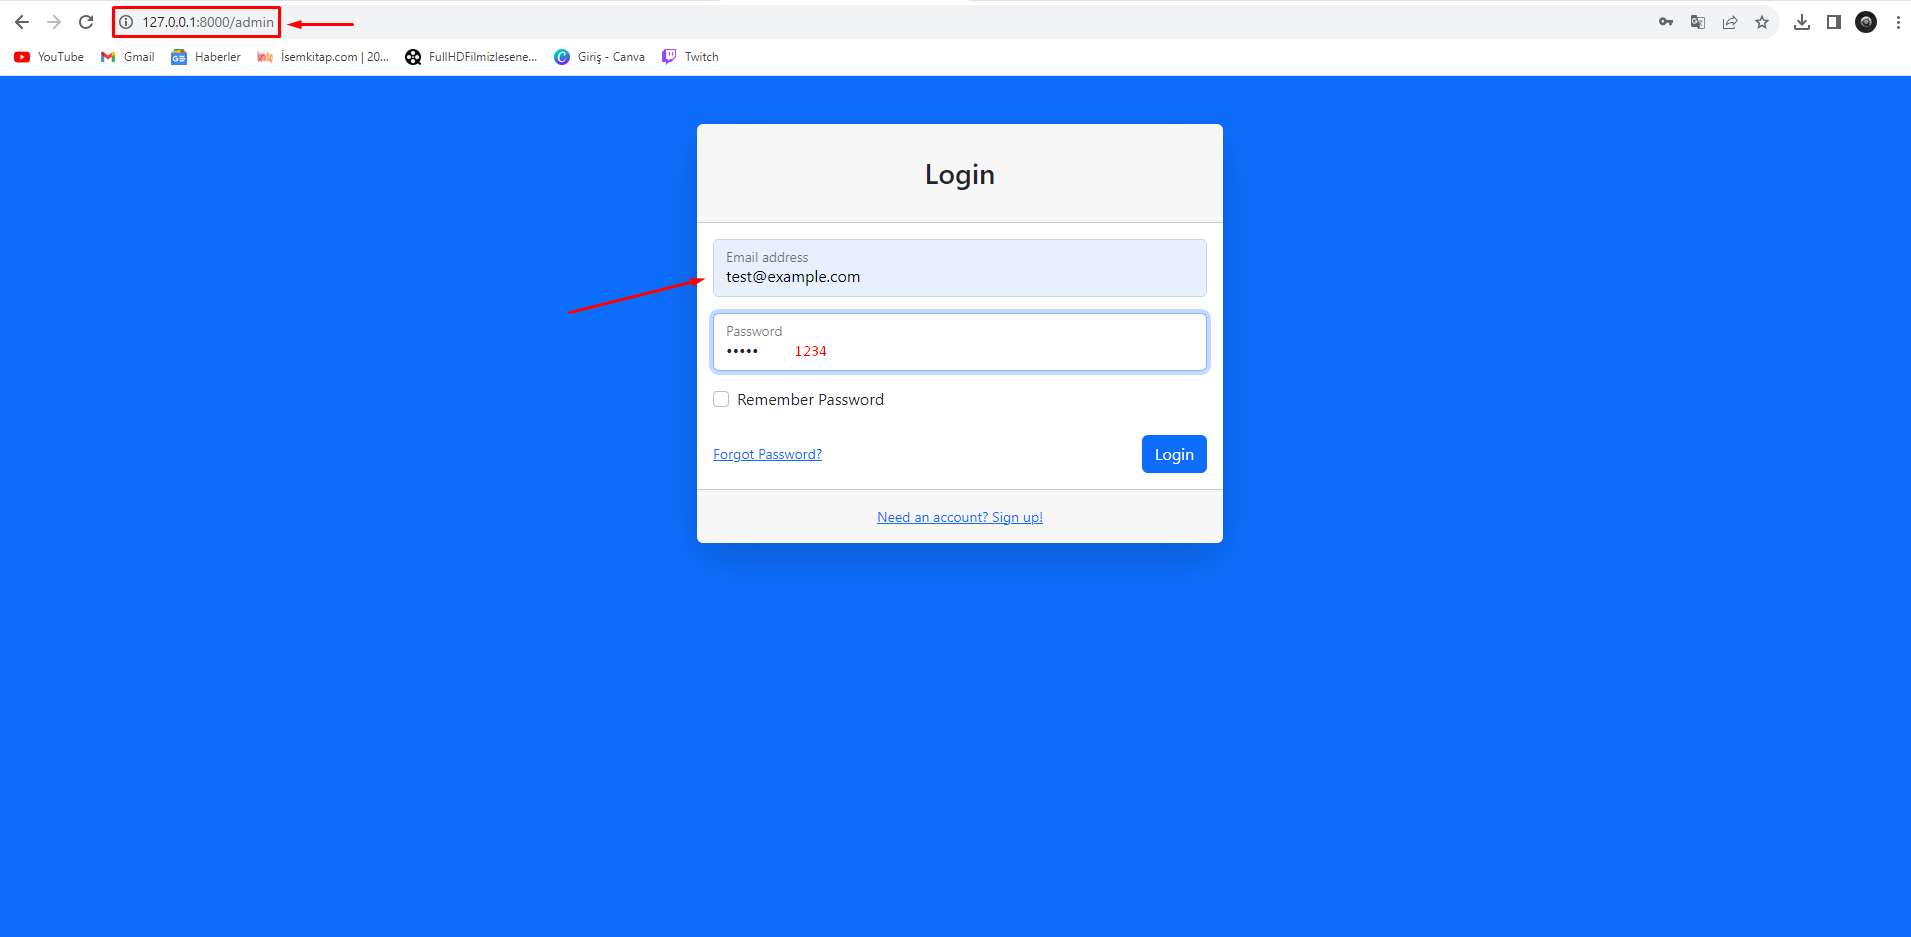 127.0.0.1:8000/admin
YouTube Gmail Haberler İsemkitap.com | 20... FullHDFilmizlesene... Giriş - Canva Twitch
Login
Email address
test@example.com
Password
••••• 1234
Remember Password
Forgot Password? Login
Need an account? Sign up!